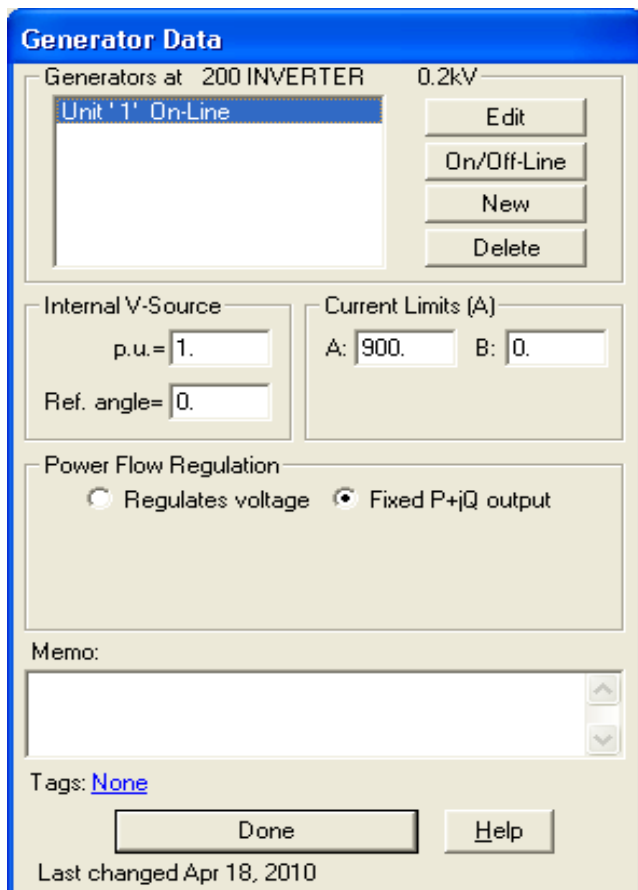 Generator Data
Generators at 200 INVERTER 0.2kV
Unit ' 1' On-Line
Edit
On/Off-Line
New
Delete
Internal V-Source
p.u.= 1.
Ref. angle= 0.
Current Limits (A)
A: 900. B: 0.
Power Flow Regulation
Regulates voltage Fixed P+jQ output
Memo:
Tags: None
Done Help
Last changed Apr 18, 2010